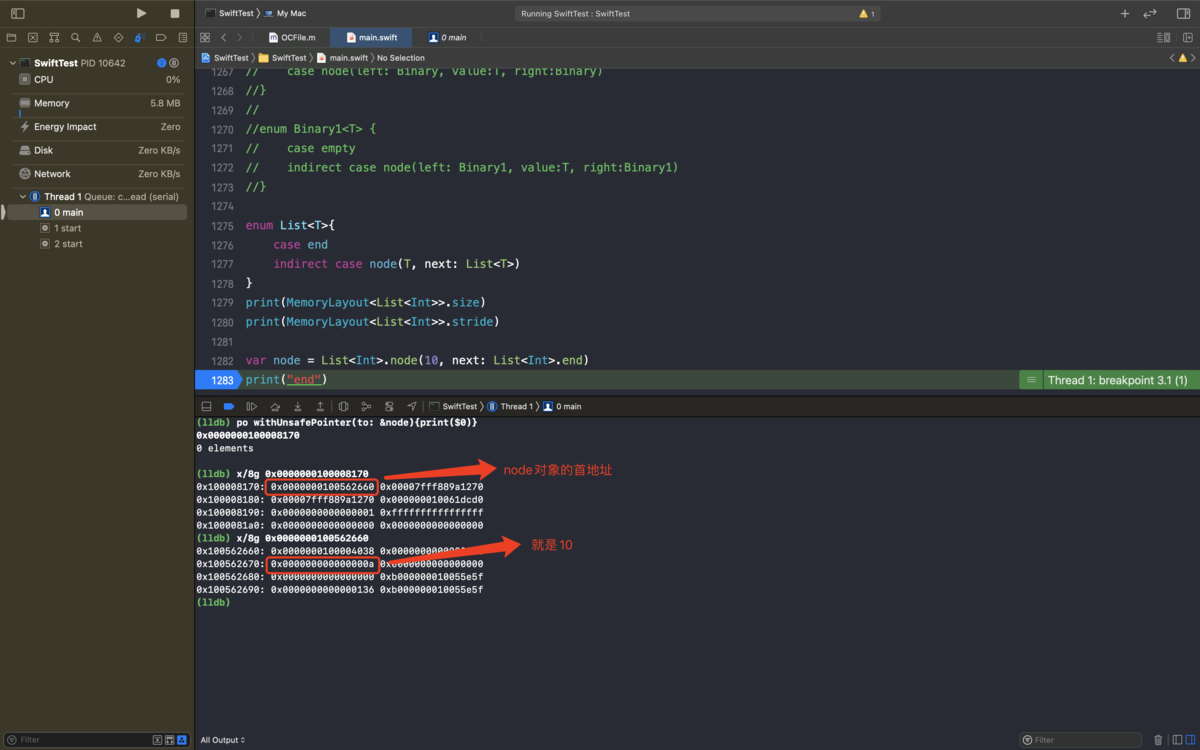 SwiftTest 〉 My Mac
Running SwiftTest : SwiftTest
1
OCFile.m
main.swift
0 main
SwiftTest PID 10642
CPU 0%
Memory 5.8 MB
Energy Impact Zero
Disk Zero KB/s
Network Zero KB/s
Thread 1 Queue: c...ead (serial)
0 main
1 start
2 start
Filter
SwiftTest 〉 SwiftTest 〉 main.swift 〉 No Selection
1267 //    case node(left: Binary, value:T, right:Binary)
1268 //}
1269 //
1270 //enum Binary1<T> {
1271 //    case empty
1272 //    indirect case node(left: Binary1, value:T, right:Binary1)
1273 //}
1274
1275 enum List<T>{
1276     case end
1277     indirect case node(T, next: List<T>)
1278 }
1279 print(MemoryLayout<List<Int>>.size)
1280 print(MemoryLayout<List<Int>>.stride)
1281
1282 var node = List<Int>.node(10, next: List<Int>.end)
1283 print("end")
Thread 1: breakpoint 3.1 (1)
SwiftTest 〉 Thread 1 〉 0 main
(lldb) po withUnsafePointer(to: &node){print($0)}
0x0000000100008170
0 elements
(lldb) x/8g 0x0000000100008170
node对象的首地址
0x100008170: 0x0000000100562660 0x00007fff889a1270
0x100008180: 0x00007fff889a1270 0x000000010061dcd0
0x100008190: 0x0000000000000001 0xffffffffffffffff
0x1000081a0: 0x0000000000000000 0x0000000000000000
(lldb) x/8g 0x0000000100562660
就是10
0x100562660: 0x0000000100004038
0x100562670: 0x000000000000000a 0x0000000000000000
0x100562680: 0x0000000000000000 0xb000000010055e5f
0x100562690: 0x0000000000000136 0xb000000010055e5f
(lldb)
All Output
Filter